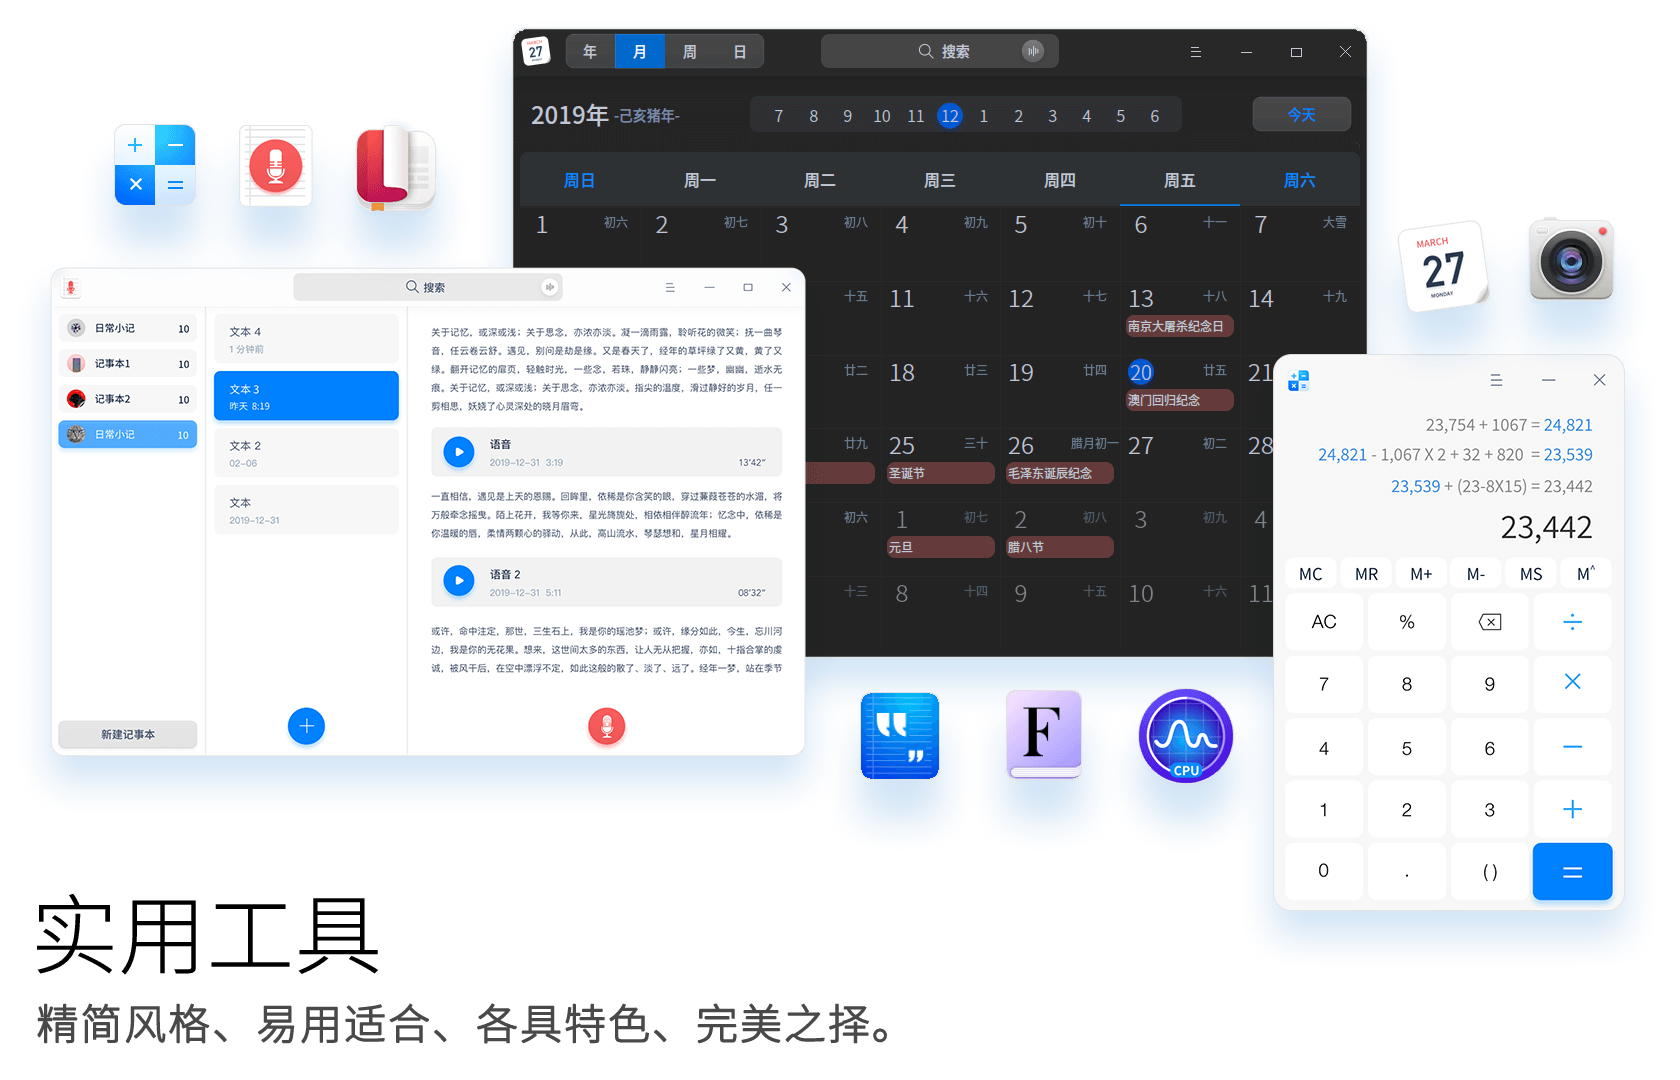 MARCH
27
MONDAY
年 月 周 日
搜索
2019年 -己亥猪年-
7 8 9 10 11 12 1 2 3 4 5 6
今天
周日 周一 周二 周三 周四 周五 周六
1 初六 2 初七 3 初八 4 初九 5 初十 6 十一 7 大雪
十五 11 十六 12 十七 13 十八 14 十九
南京大屠杀纪念日
廿二 18 廿三 19 廿四 20 廿五 21
澳门回归纪念
廿九 25 三十 26 腊月初一 27 初二 28
圣诞节 毛泽东诞辰纪念
初六 1 初七 2 初八 3 初九 4
元旦 腊八节
十三 8 十四 9 十五 10 十六 11
搜索
日常小记 10
记事本1 10
记事本2 10
日常小记 10
新建记事本
文本 4
1 分钟前
文本 3
昨天 8:19
文本 2
02-06
文本
2019-12-31
关于记忆，或深或浅；关于思念，亦浓亦淡。凝一滴雨露，聆听花的微笑；抚一曲琴
音，任云卷云舒。遇见，别问是劫是缘。又是春天了，经年的草坪绿了又黄，黄了又
绿。翻开记忆的扉页，轻触时光，一些念，若珠，静静闪亮；一些梦，幽幽，逝水无
痕。关于记忆，或深或浅；关于思念，亦浓亦淡。指尖的温度，滑过静好的岁月，任一
剪相思，妖娆了心灵深处的晓月眉弯。
语音
2019-12-31 3:19 13'42"
一直相信，遇见是上天的恩赐。回眸里，依稀是你含笑的眼，穿过蒹葭苍苍的水湄，将
万般牵念摇曳。陌上花开，我等你来，星光旖旎处，相依相伴醉流年；忆念中，依稀是
你温暖的唇，柔情两颗心的驿动，从此，高山流水，琴瑟想和，星月相耀。
语音 2
2019-12-31 5:11 08'32"
或许，命中注定，那世，三生石上，我是你的瑶池梦；或许，缘分如此，今生，忘川河
边，我是你的无花果。想来，这世间太多的东西，让人无从把握，亦如，十指合掌的虔
诚，被风干后，在空中漂浮不定，如此这般的散了、淡了、远了。经年一梦，站在季节
MARCH
27
MONDAY
23,754 + 1067 = 24,821
24,821 - 1,067 X 2 + 32 + 820 = 23,539
23,539 + (23-8X15) = 23,442
23,442
MC MR M+ M- MS M^
AC % ÷
7 8 9 ×
4 5 6 −
1 2 3 +
0 . ( ) =
F
CPU
实用工具
精简风格、易用适合、各具特色、完美之择。